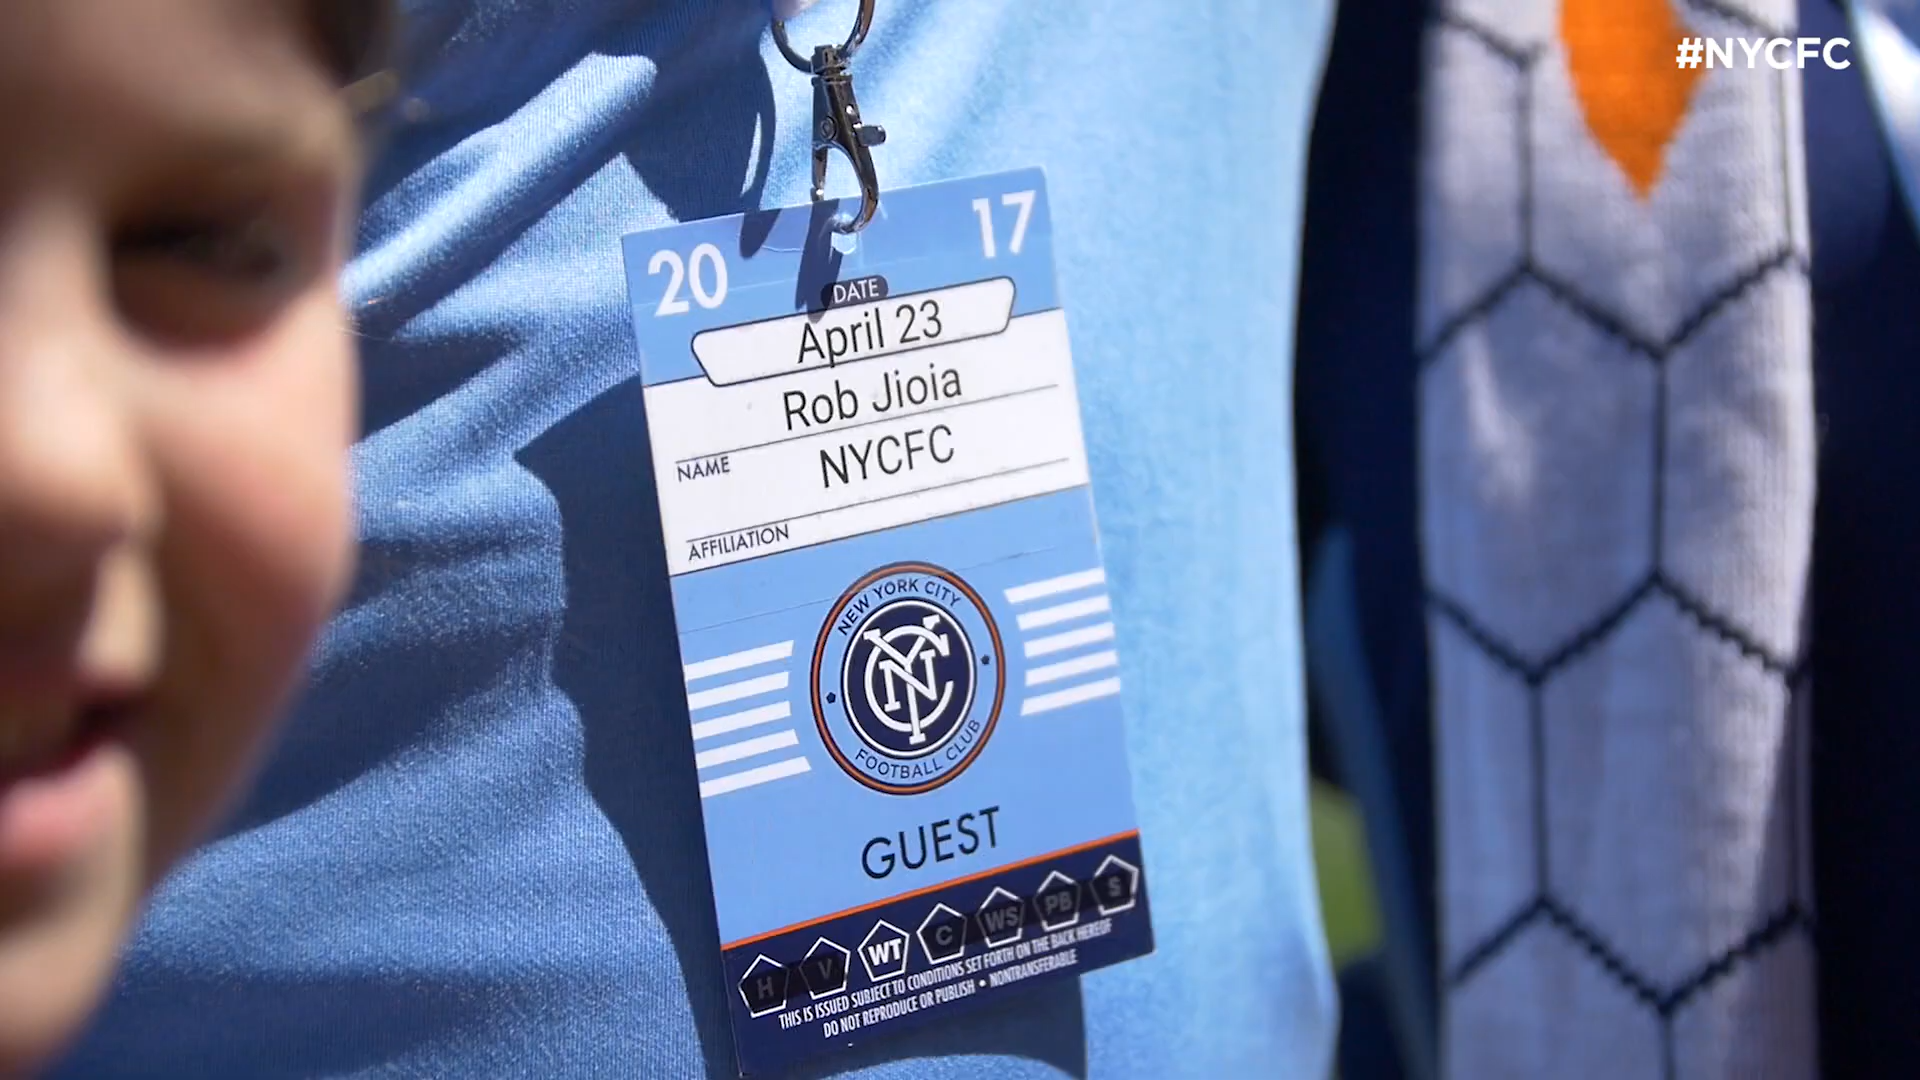 #NYCFC
20 17
DATE
April 23
Rob Jioia
NAME
NYCFC
AFFILIATION
NEW YORK CITY
NYC
FOOTBALL CLUB
GUEST
H V WT C WS PB S
THIS IS ISSUED SUBJECT TO CONDITIONS SET FORTH ON THE BACK HEREOF
DO NOT REPRODUCE OR PUBLISH • NONTRANSFERABLE